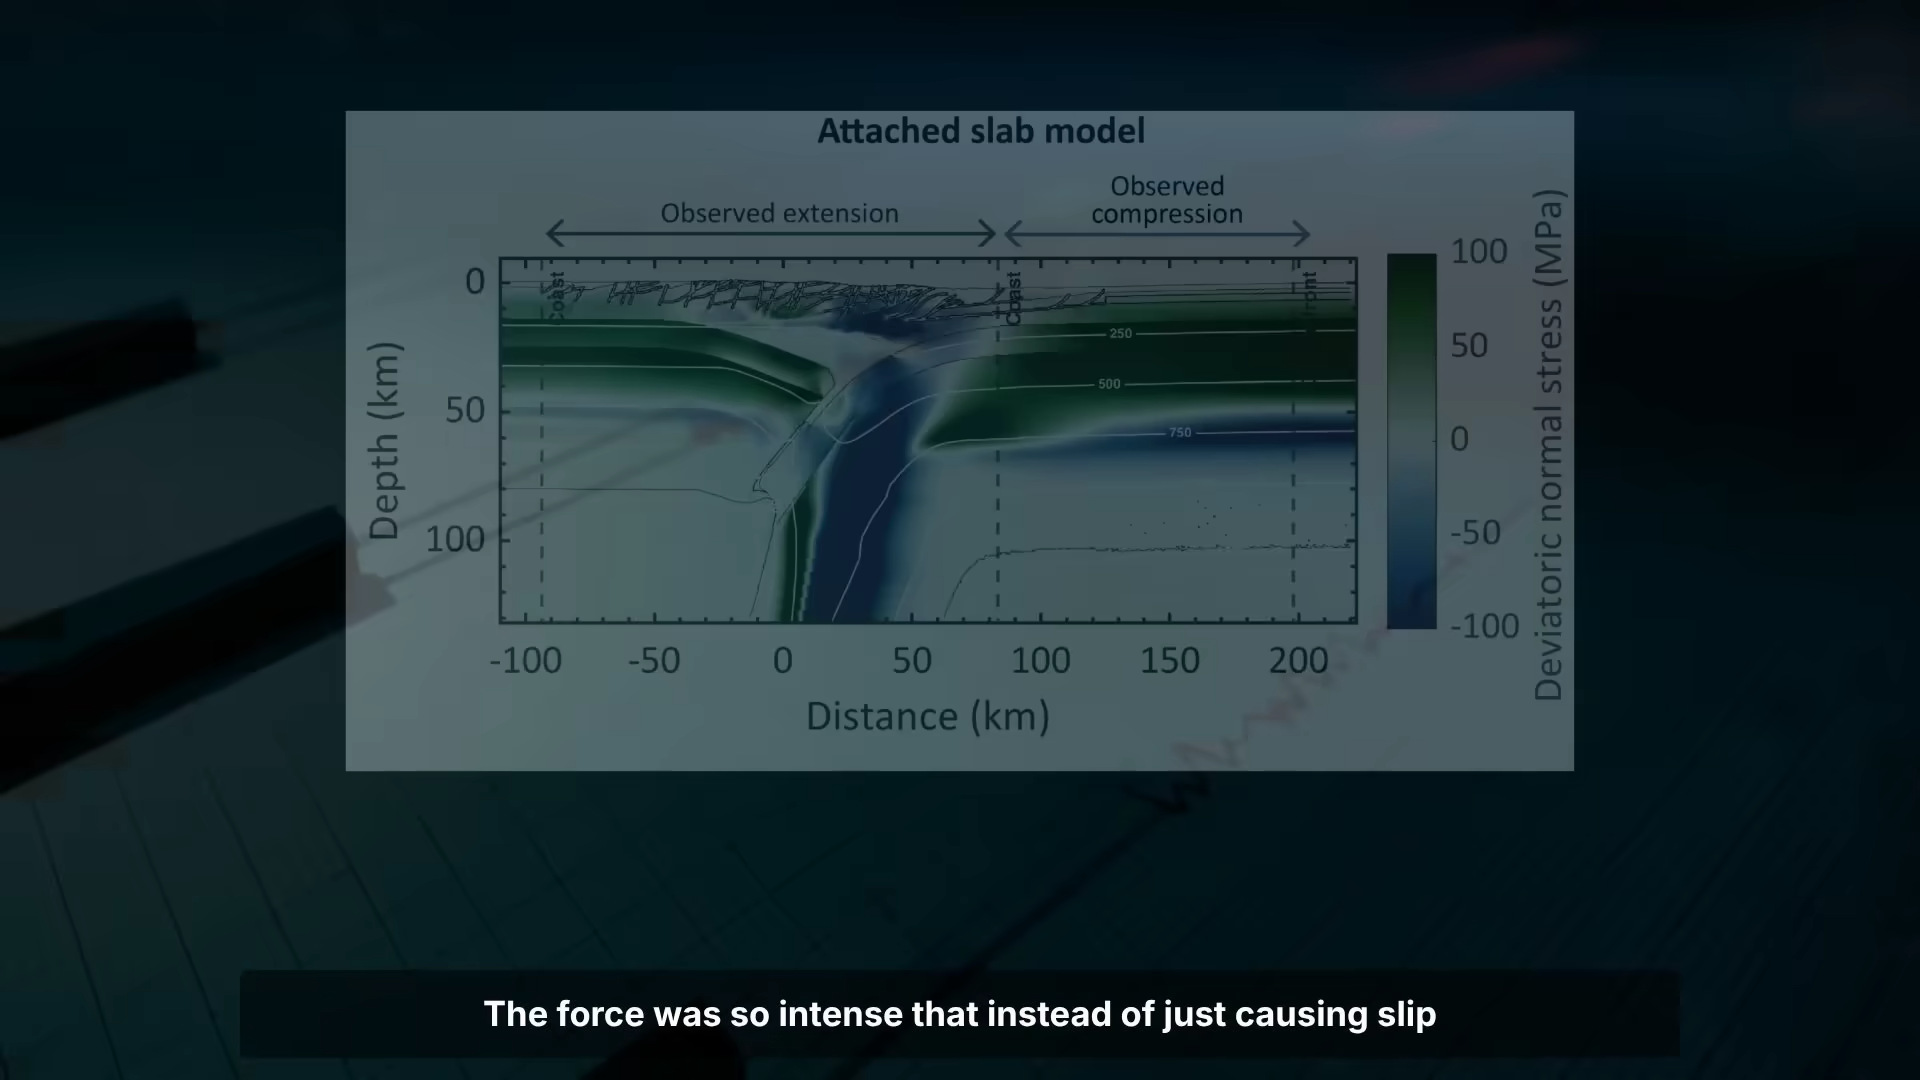 Attached slab model
Observed extension
Observed
compression
Coast
Coast
Front
250
500
750
0
50
100
Depth (km)
-100
-50
0
50
100
150
200
Distance (km)
100
50
0
-50
-100
Deviatoric normal stress (MPa)
The force was so intense that instead of just causing slip